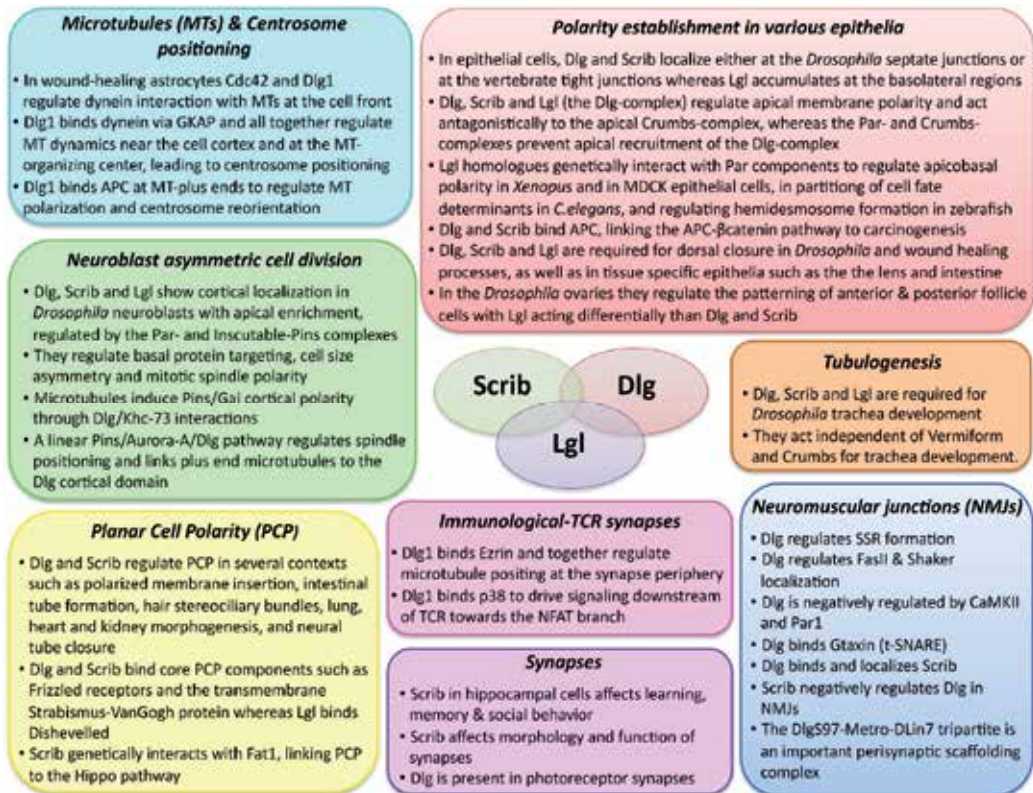 Microtubules (MTs) & Centrosome
positioning
• In wound-healing astrocytes Cdc42 and Dlg1
regulate dynein interaction with MTs at the cell front
• Dlg1 binds dynein via GKAP and all together regulate
MT dynamics near the cell cortex and at the MT-
organizing center, leading to centrosome positioning
• Dlg1 binds APC at MT-plus ends to regulate MT
polarization and centrosome reorientation
Polarity establishment in various epithelia
• In epithelial cells, Dlg and Scrib localize either at the Drosophila septate junctions or
at the vertebrate tight junctions whereas Lgl accumulates at the basolateral regions
• Dlg, Scrib and Lgl (the Dlg-complex) regulate apical membrane polarity and act
antagonistically to the apical Crumbs-complex, whereas the Par- and Crumbs-
complexes prevent apical recruitment of the Dlg-complex
• Lgl homologues genetically interact with Par components to regulate apicobasal
polarity in Xenopus and in MDCK epithelial cells, in partitiong of cell fate
determinants in C.elegans, and regulating hemidesmosome formation in zebrafish
• Dlg and Scrib bind APC, linking the APC-βcatenin pathway to carcinogenesis
• Dlg, Scrib and Lgl are required for dorsal closure in Drosophila and wound healing
processes, as well as in tissue specific epithelia such as the the lens and intestine
• In the Drosophila ovaries they regulate the patterning of anterior & posterior follicle
cells with Lgl acting differentially than Dlg and Scrib
Neuroblast asymmetric cell division
• Dlg, Scrib and Lgl show cortical localization in
Drosophila neuroblasts with apical enrichment,
regulated by the Par- and Inscutable-Pins complexes
• They regulate basal protein targeting, cell size
asymmetry and mitotic spindle polarity
• Microtubules induce Pins/Gai cortical polarity
through Dlg/Khc-73 interactions
• A linear Pins/Aurora-A/Dlg pathway regulates spindle
positioning and links plus end microtubules to the
Dlg cortical domain
Scrib
Dlg
Lgl
Tubulogenesis
• Dlg, Scrib and Lgl are required for
Drosophila trachea development
• They act independent of Vermiform
and Crumbs for trachea development.
Planar Cell Polarity (PCP)
• Dlg and Scrib regulate PCP in several contexts
such as polarized membrane insertion, intestinal
tube formation, hair stereociliary bundles, lung,
heart and kidney morphogenesis, and neural
tube closure
• Dlg and Scrib bind core PCP components such as
Frizzled receptors and the transmembrane
Strabismus-VanGogh protein whereas Lgl binds
Dishevelled
• Scrib genetically interacts with Fat1, linking PCP
to the Hippo pathway
Immunological-TCR synapses
• Dlg1 binds Ezrin and together regulate
microtubule positing at the synapse periphery
• Dlg1 binds p38 to drive signaling downstream
of TCR towards the NFAT branch
Synapses
• Scrib in hippocampal cells affects learning,
memory & social behavior
• Scrib affects morphology and function of
synapses
• Dlg is present in photoreceptor synapses
Neuromuscular junctions (NMJs)
• Dlg regulates SSR formation
• Dlg regulates FasII & Shaker
localization
• Dlg is negatively regulated by CaMKII
and Par1
• Dlg binds Gtaxin (t-SNARE)
• Dlg binds and localizes Scrib
• Scrib negatively regulates Dlg in
NMJs
• The DlgS97-Metro-DLin7 tripartite is
an important perisynaptic scaffolding
complex